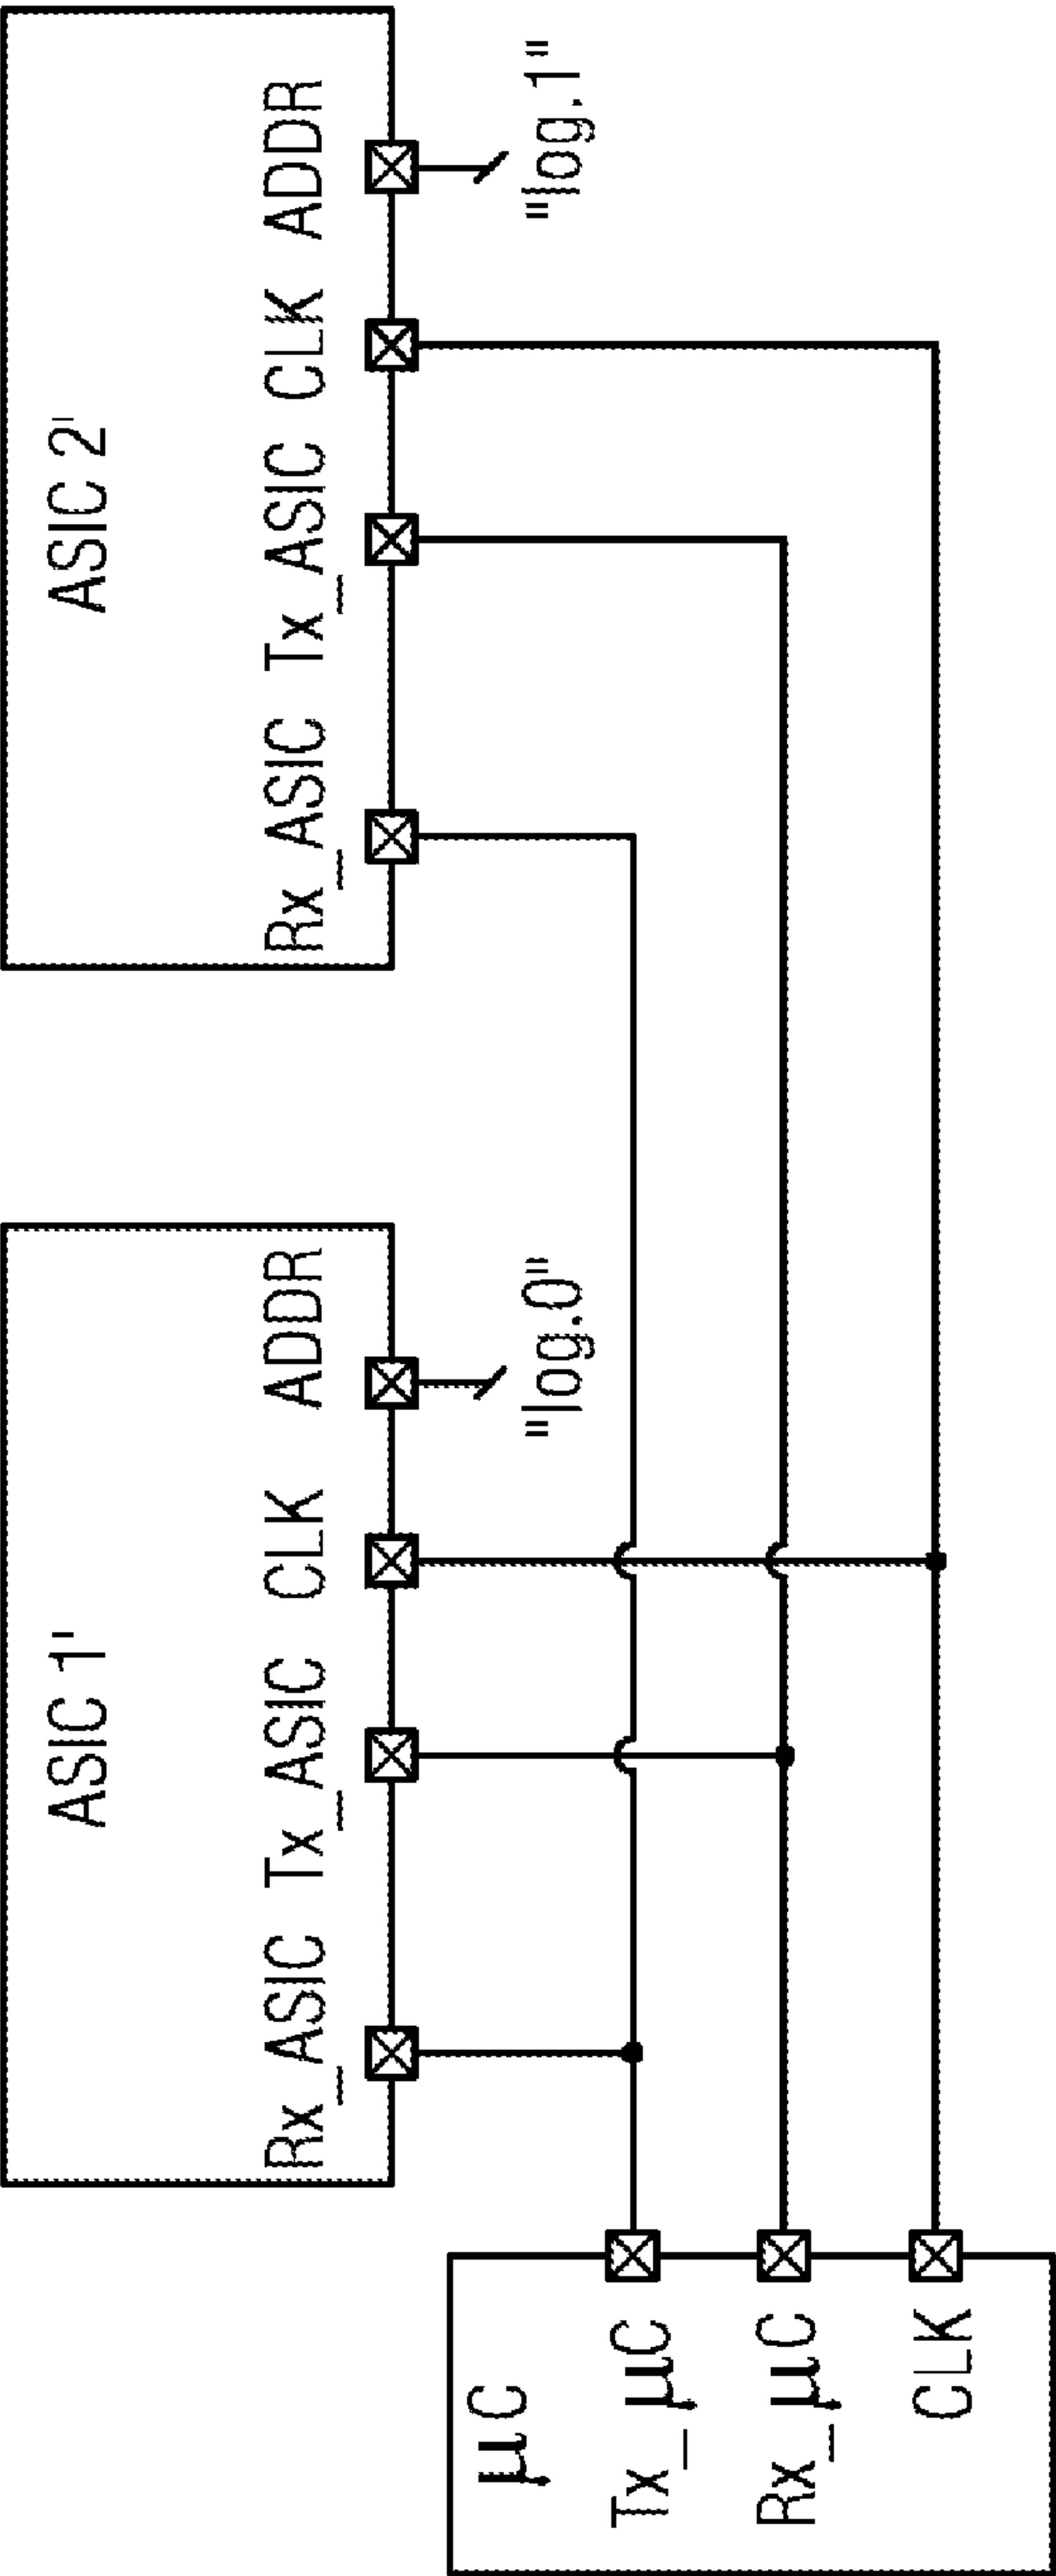 ASIC 1'
ASIC 2'
Rx_ASIC Tx_ASIC CLK ADDR
Rx_ASIC Tx_ASIC CLK ADDR
"log.0"
"log.1"
µC
Tx_µC
Rx_µC
CLK